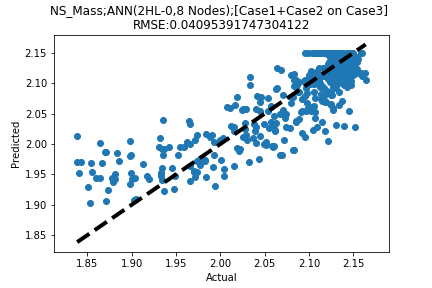 NS_Mass;ANN(2HL-0,8 Nodes);[Case1+Case2 on Case3]
RMSE:0.04095391747304122
2.15
2.10
2.05
2.00
1.95
1.90
1.85
Predicted
1.85 1.90 1.95 2.00 2.05 2.10 2.15
Actual